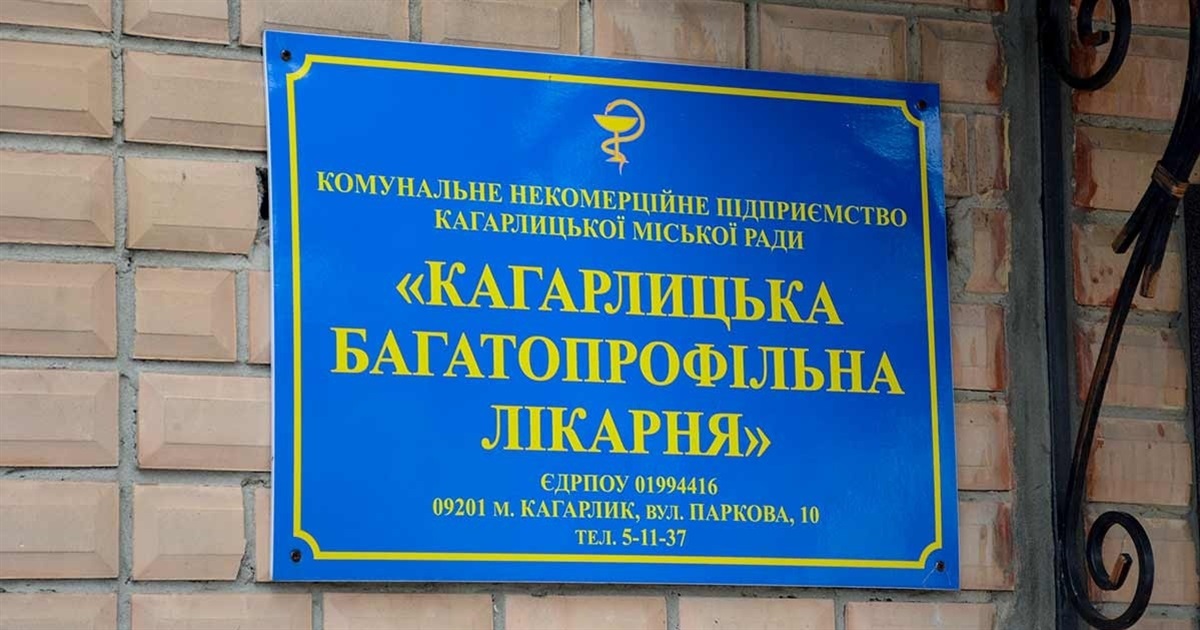 КОМУНАЛЬНЕ НЕКОМЕРЦІЙНЕ ПІДПРИЄМСТВО
КАГАРЛИЦЬКОЇ МІСЬКОЇ РАДИ
«КАГАРЛИЦЬКА
БАГАТОПРОФІЛЬНА
ЛІКАРНЯ»
ЄДРПОУ 01994416
09201 м. КАГАРЛИК, вул. ПАРКОВА, 10
ТЕЛ. 5-11-37